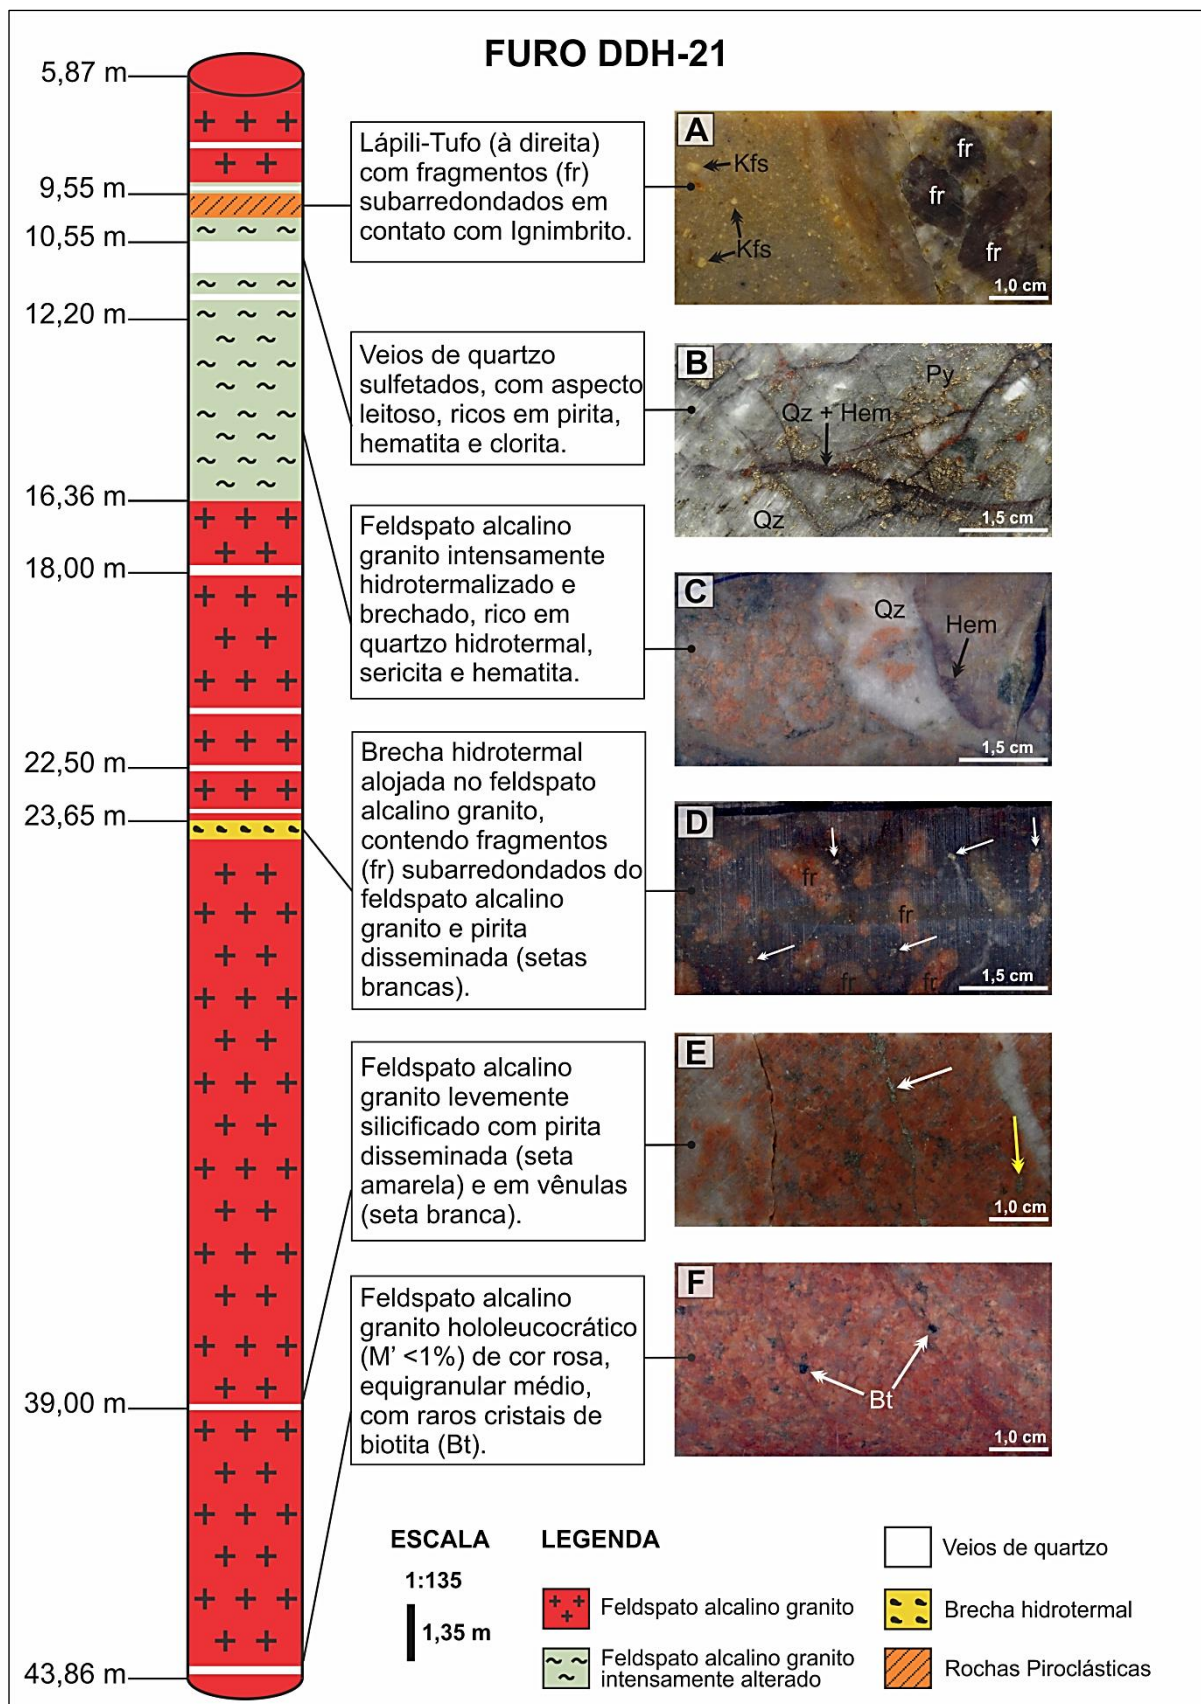 FURO DDH-21
5,87 m
9,55 m
10,55 m
12,20 m
16,36 m
18,00 m
22,50 m
23,65 m
39,00 m
43,86 m
Lápili-Tufo (à direita)
com fragmentos (fr)
subarredondados em
contato com Ignimbrito.
A
Kfs
Kfs
fr
fr
fr
1,0 cm
Veios de quartzo
sulfetados, com aspecto
leitoso, ricos em pirita,
hematita e clorita.
B
Py
Qz + Hem
Qz
1,5 cm
Feldspato alcalino
granito intensamente
hidrotermalizado e
brechado, rico em
quartzo hidrotermal,
sericita e hematita.
C
Qz
Hem
1,5 cm
Brecha hidrotermal
alojada no feldspato
alcalino granito,
contendo fragmentos
(fr) subarredondados do
feldspato alcalino
granito e pirita
disseminada (setas
brancas).
D
fr
fr
fr
fr
1,5 cm
Feldspato alcalino
granito levemente
silicificado com pirita
disseminada (seta
amarela) e em vênulas
(seta branca).
E
1,0 cm
Feldspato alcalino
granito hololeucocrático
(M' <1%) de cor rosa,
equigranular médio,
com raros cristais de
biotita (Bt).
F
Bt
1,0 cm
ESCALA
1:135
1,35 m
LEGENDA
Feldspato alcalino granito
Feldspato alcalino granito
intensamente alterado
Veios de quartzo
Brecha hidrotermal
Rochas Piroclásticas